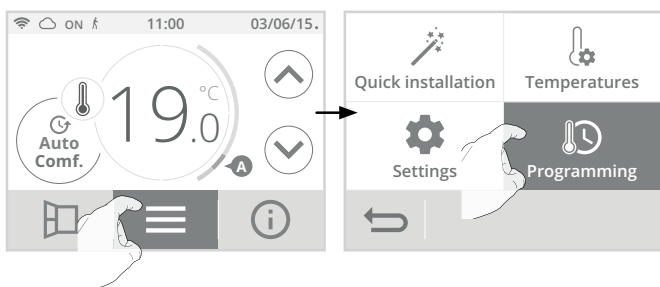 ON 11:00 03/06/15.
19.0 °C
Auto
Comf.
A
Quick installation Temperatures
Settings Programming